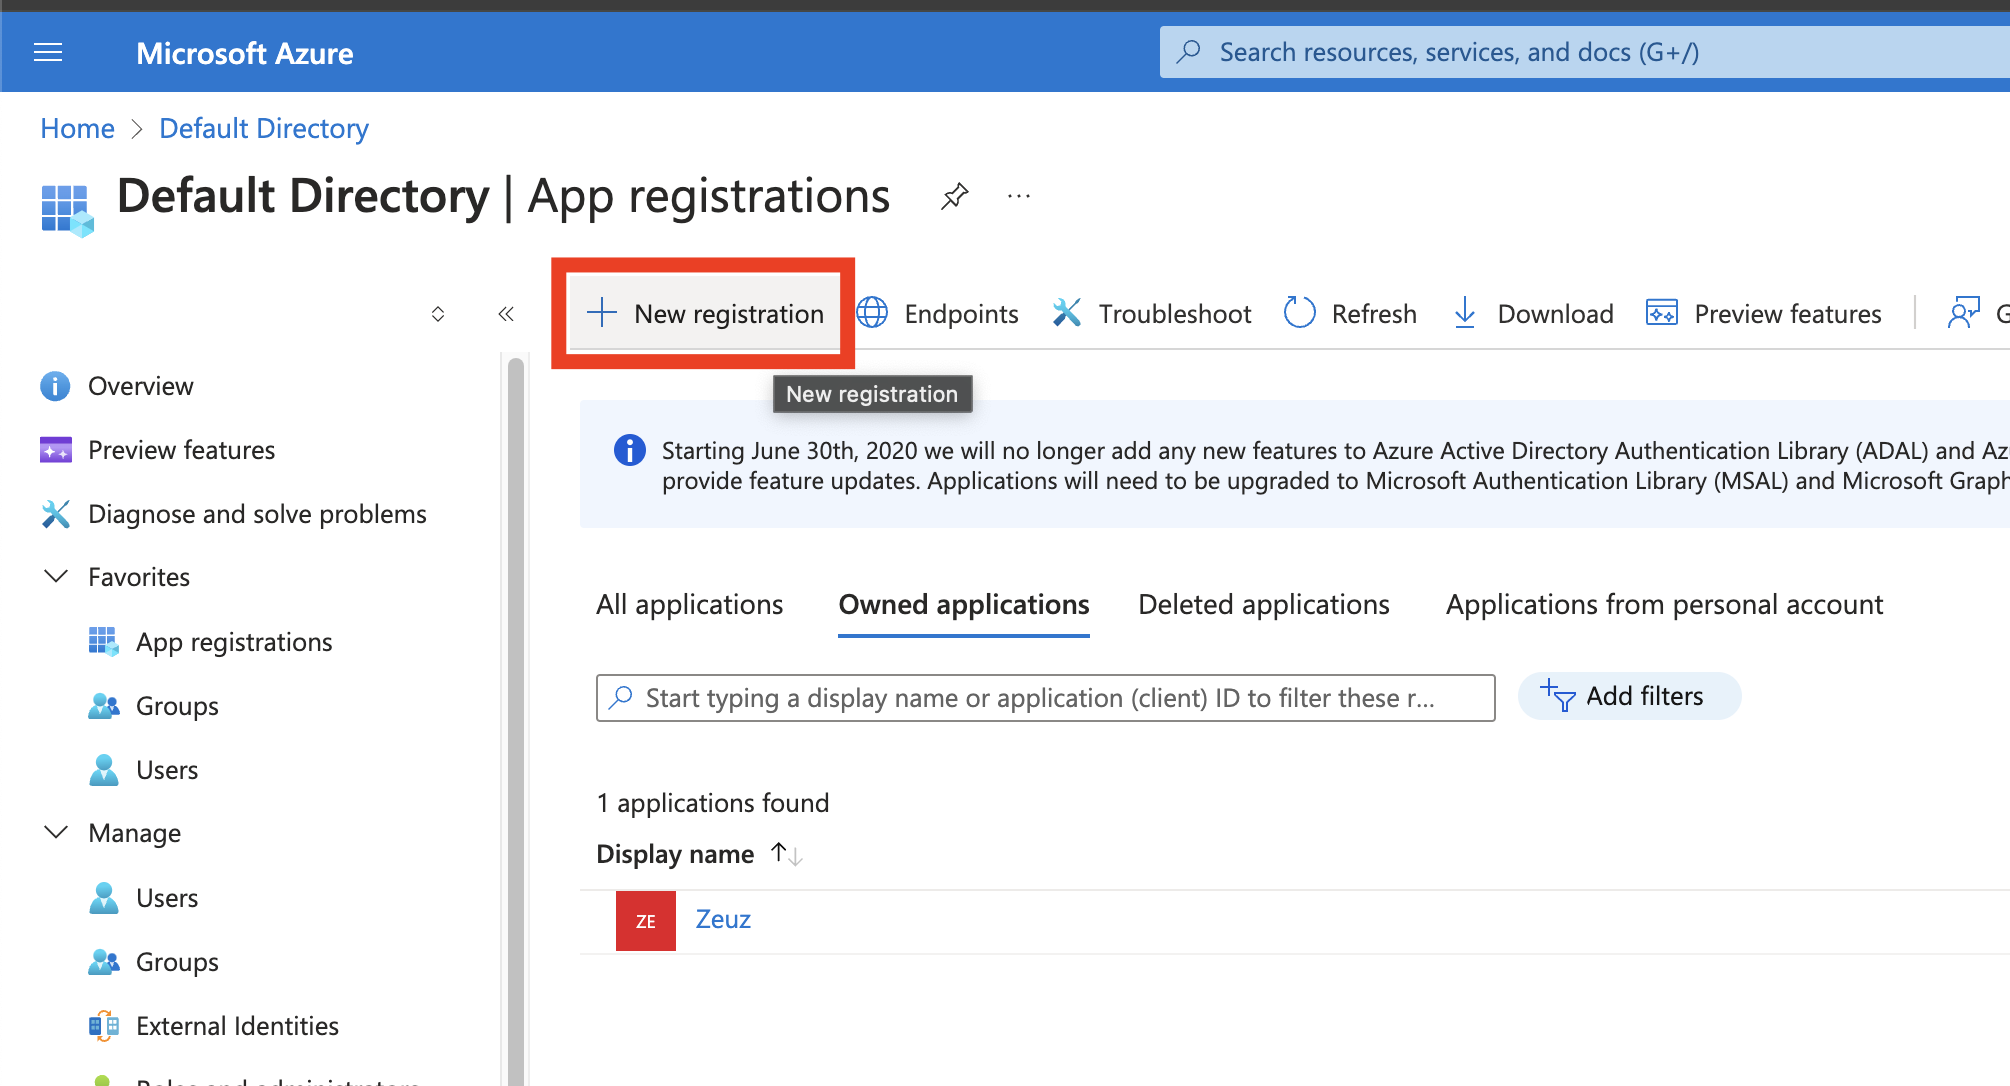 Microsoft Azure
Search resources, services, and docs (G+/)
Home > Default Directory
Default Directory | App registrations
New registration
Endpoints
Troubleshoot
Refresh
Download
Preview features
New registration
Overview
Preview features
Diagnose and solve problems
Favorites
App registrations
Groups
Users
Manage
Users
Groups
External Identities
Starting June 30th, 2020 we will no longer add any new features to Azure Active Directory Authentication Library (ADAL) and
provide feature updates. Applications will need to be upgraded to Microsoft Authentication Library (MSAL) and Microsoft Graph
All applications
Owned applications
Deleted applications
Applications from personal account
Start typing a display name or application (client) ID to filter these r...
Add filters
1 applications found
Display name ↑↓
ZE
Zeuz